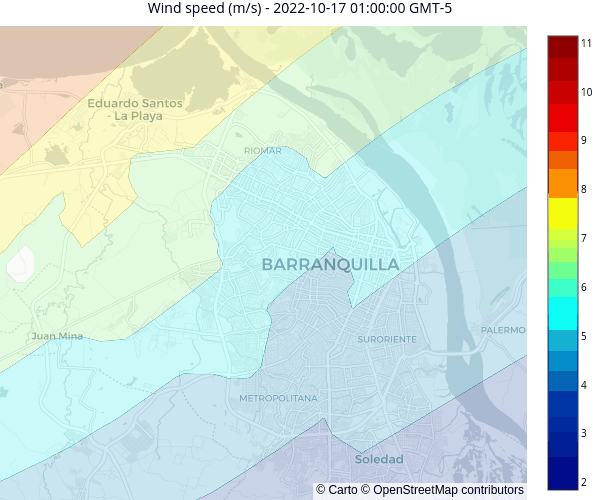 Wind speed (m/s) - 2022-10-17 01:00:00 GMT-5
11
10
9
8
7
6
5
4
3
2
Eduardo Santos
- La Playa
RIOMAR
BARRANQUILLA
Juan Mina
SURORIENTE
PALERMO
METROPOLITANA
Soledad
© Carto © OpenStreetMap contributors